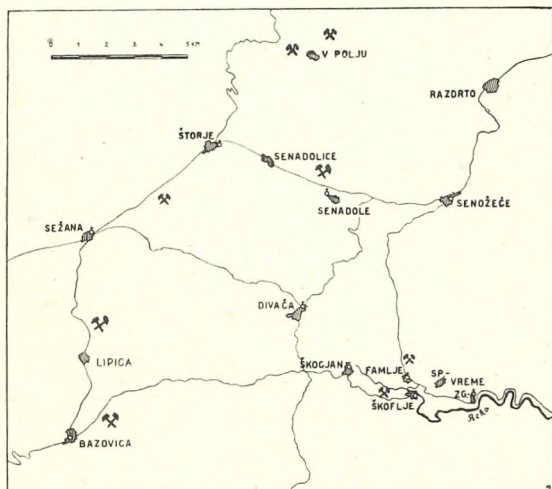 0 1 2 3 4 5 KM
V POLJU
RAZDRTO
ŠTORJE
SENADOLICE
SENADOLE
SENOŽEČE
SEŽANA
DIVAČA
LIPICA
ŠKOCJAN
FAMLJE
SP.-
VREME
ZG.-
ŠKOFLJE
Reka
BAZOVICA